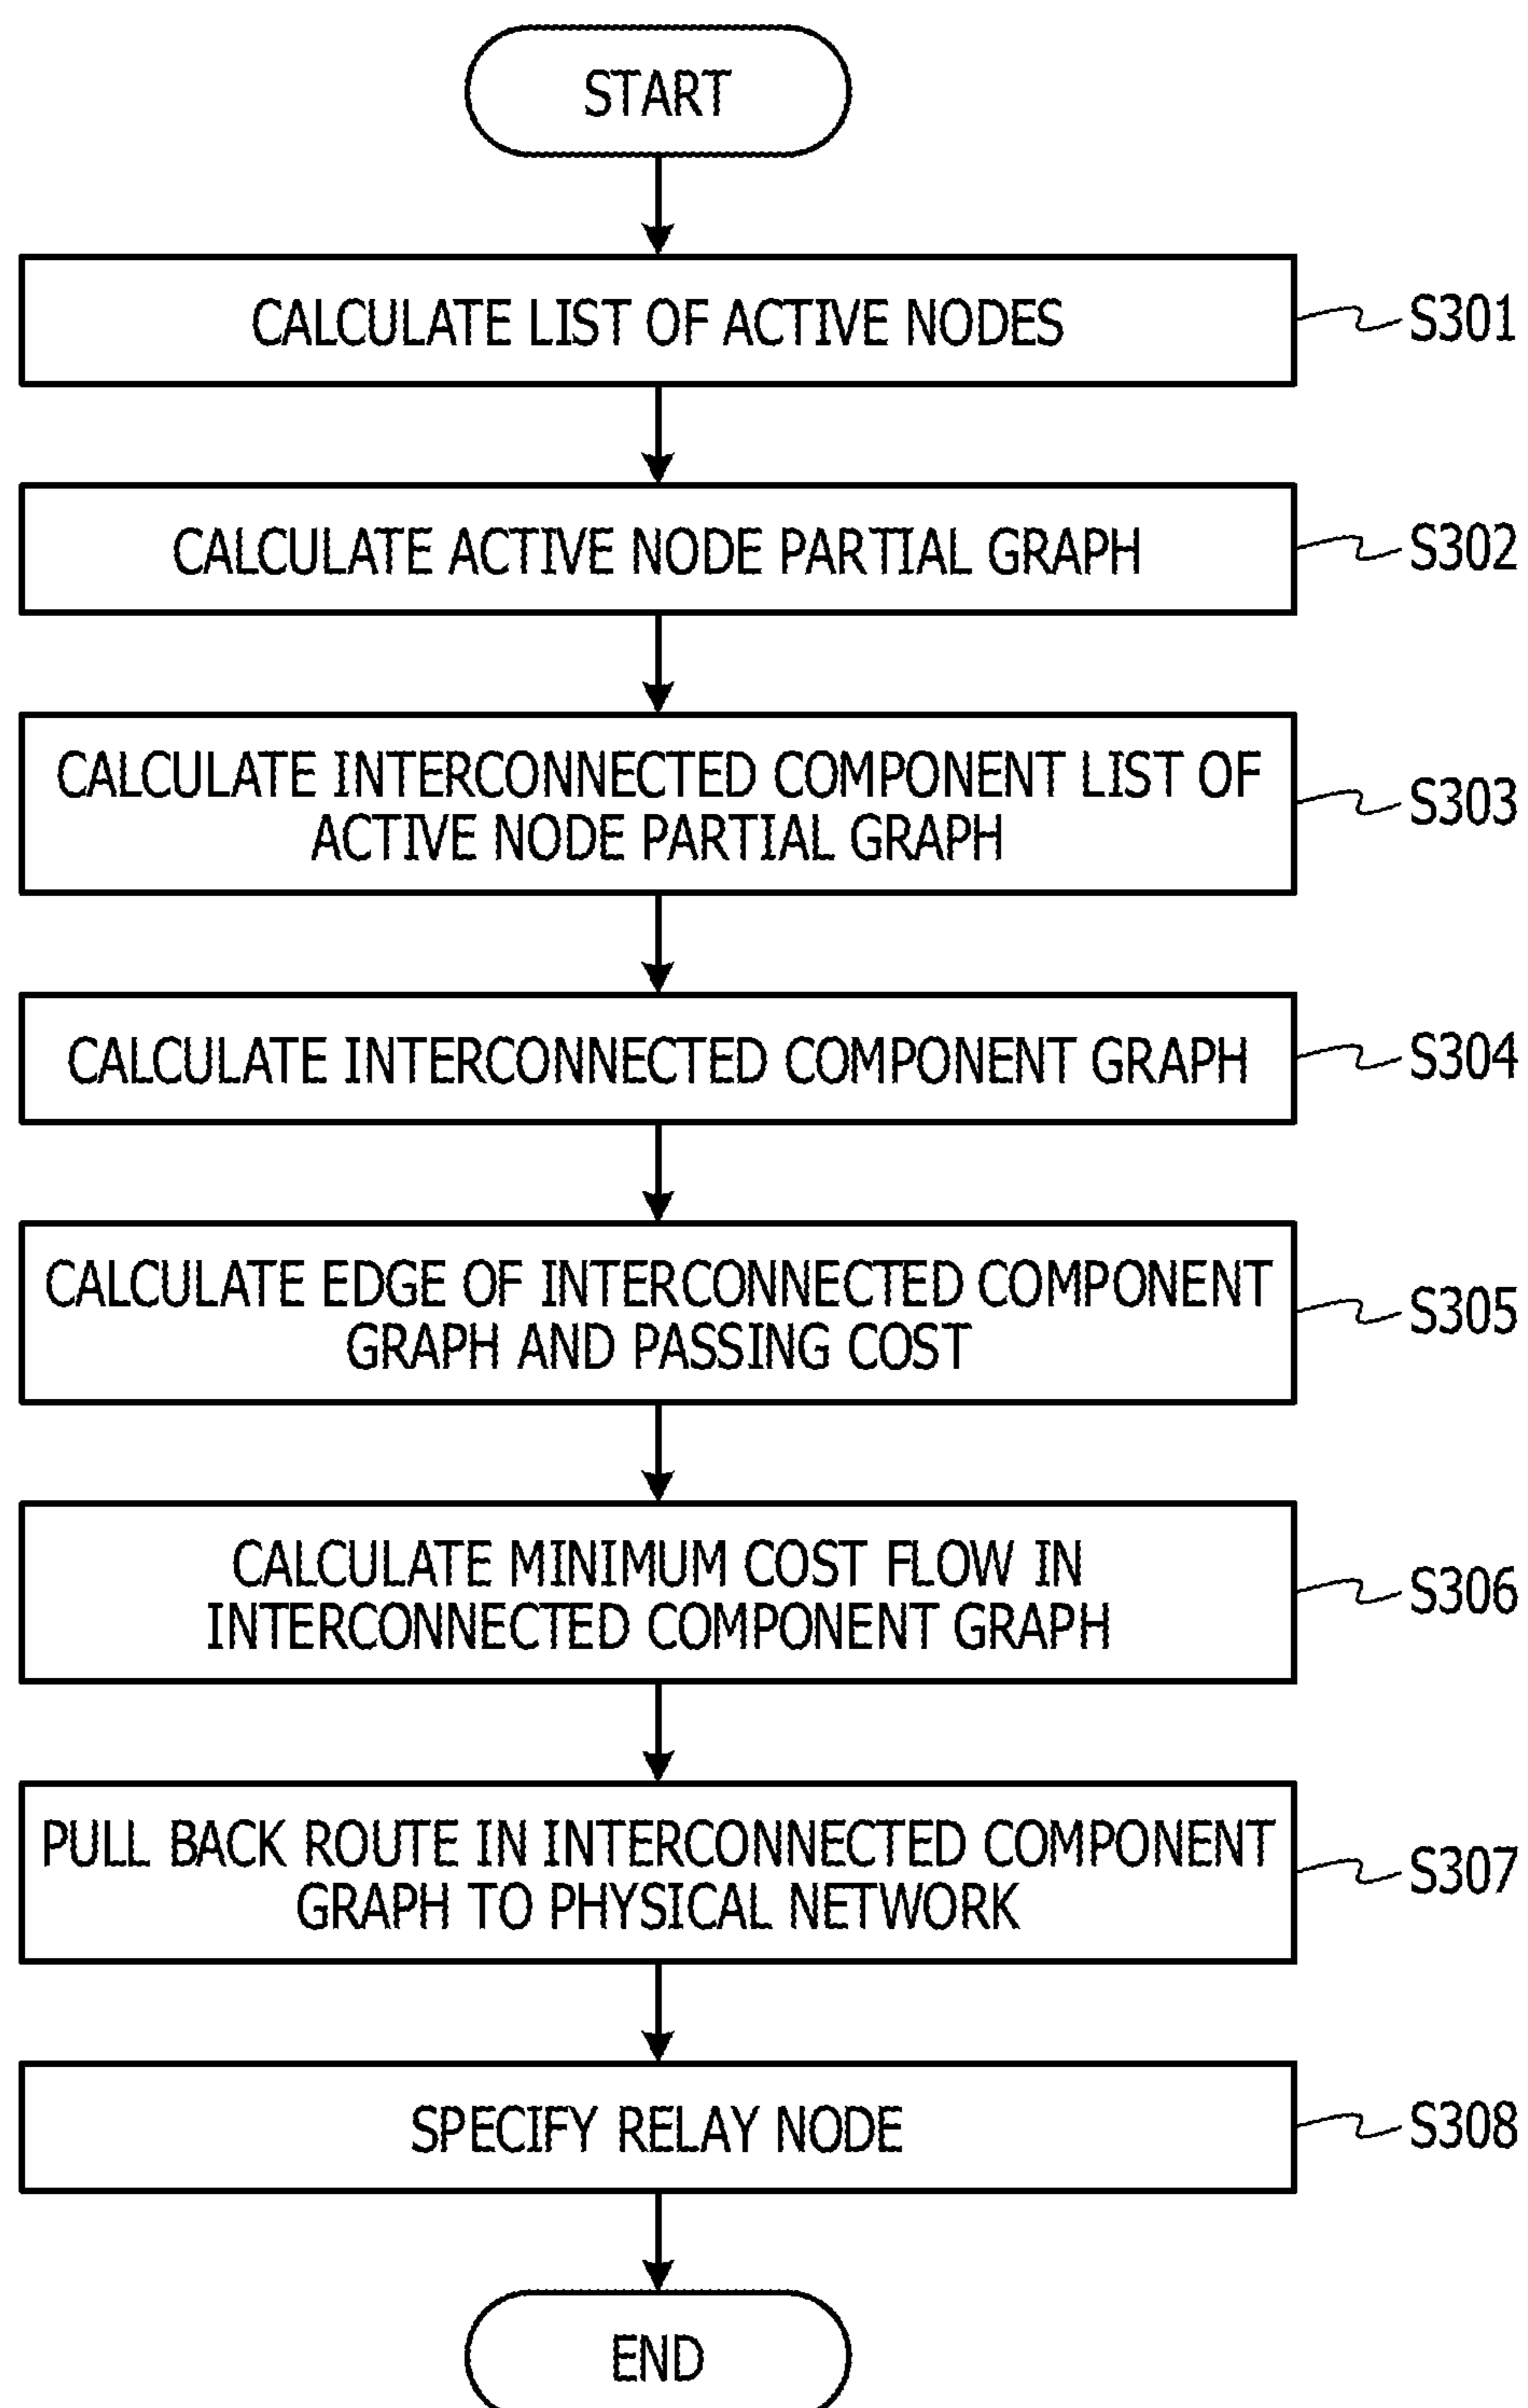 START
CALCULATE LIST OF ACTIVE NODES
S301
CALCULATE ACTIVE NODE PARTIAL GRAPH
S302
CALCULATE INTERCONNECTED COMPONENT LIST OF
ACTIVE NODE PARTIAL GRAPH
S303
CALCULATE INTERCONNECTED COMPONENT GRAPH
S304
CALCULATE EDGE OF INTERCONNECTED COMPONENT
GRAPH AND PASSING COST
S305
CALCULATE MINIMUM COST FLOW IN
INTERCONNECTED COMPONENT GRAPH
S306
PULL BACK ROUTE IN INTERCONNECTED COMPONENT
GRAPH TO PHYSICAL NETWORK
S307
SPECIFY RELAY NODE
S308
END